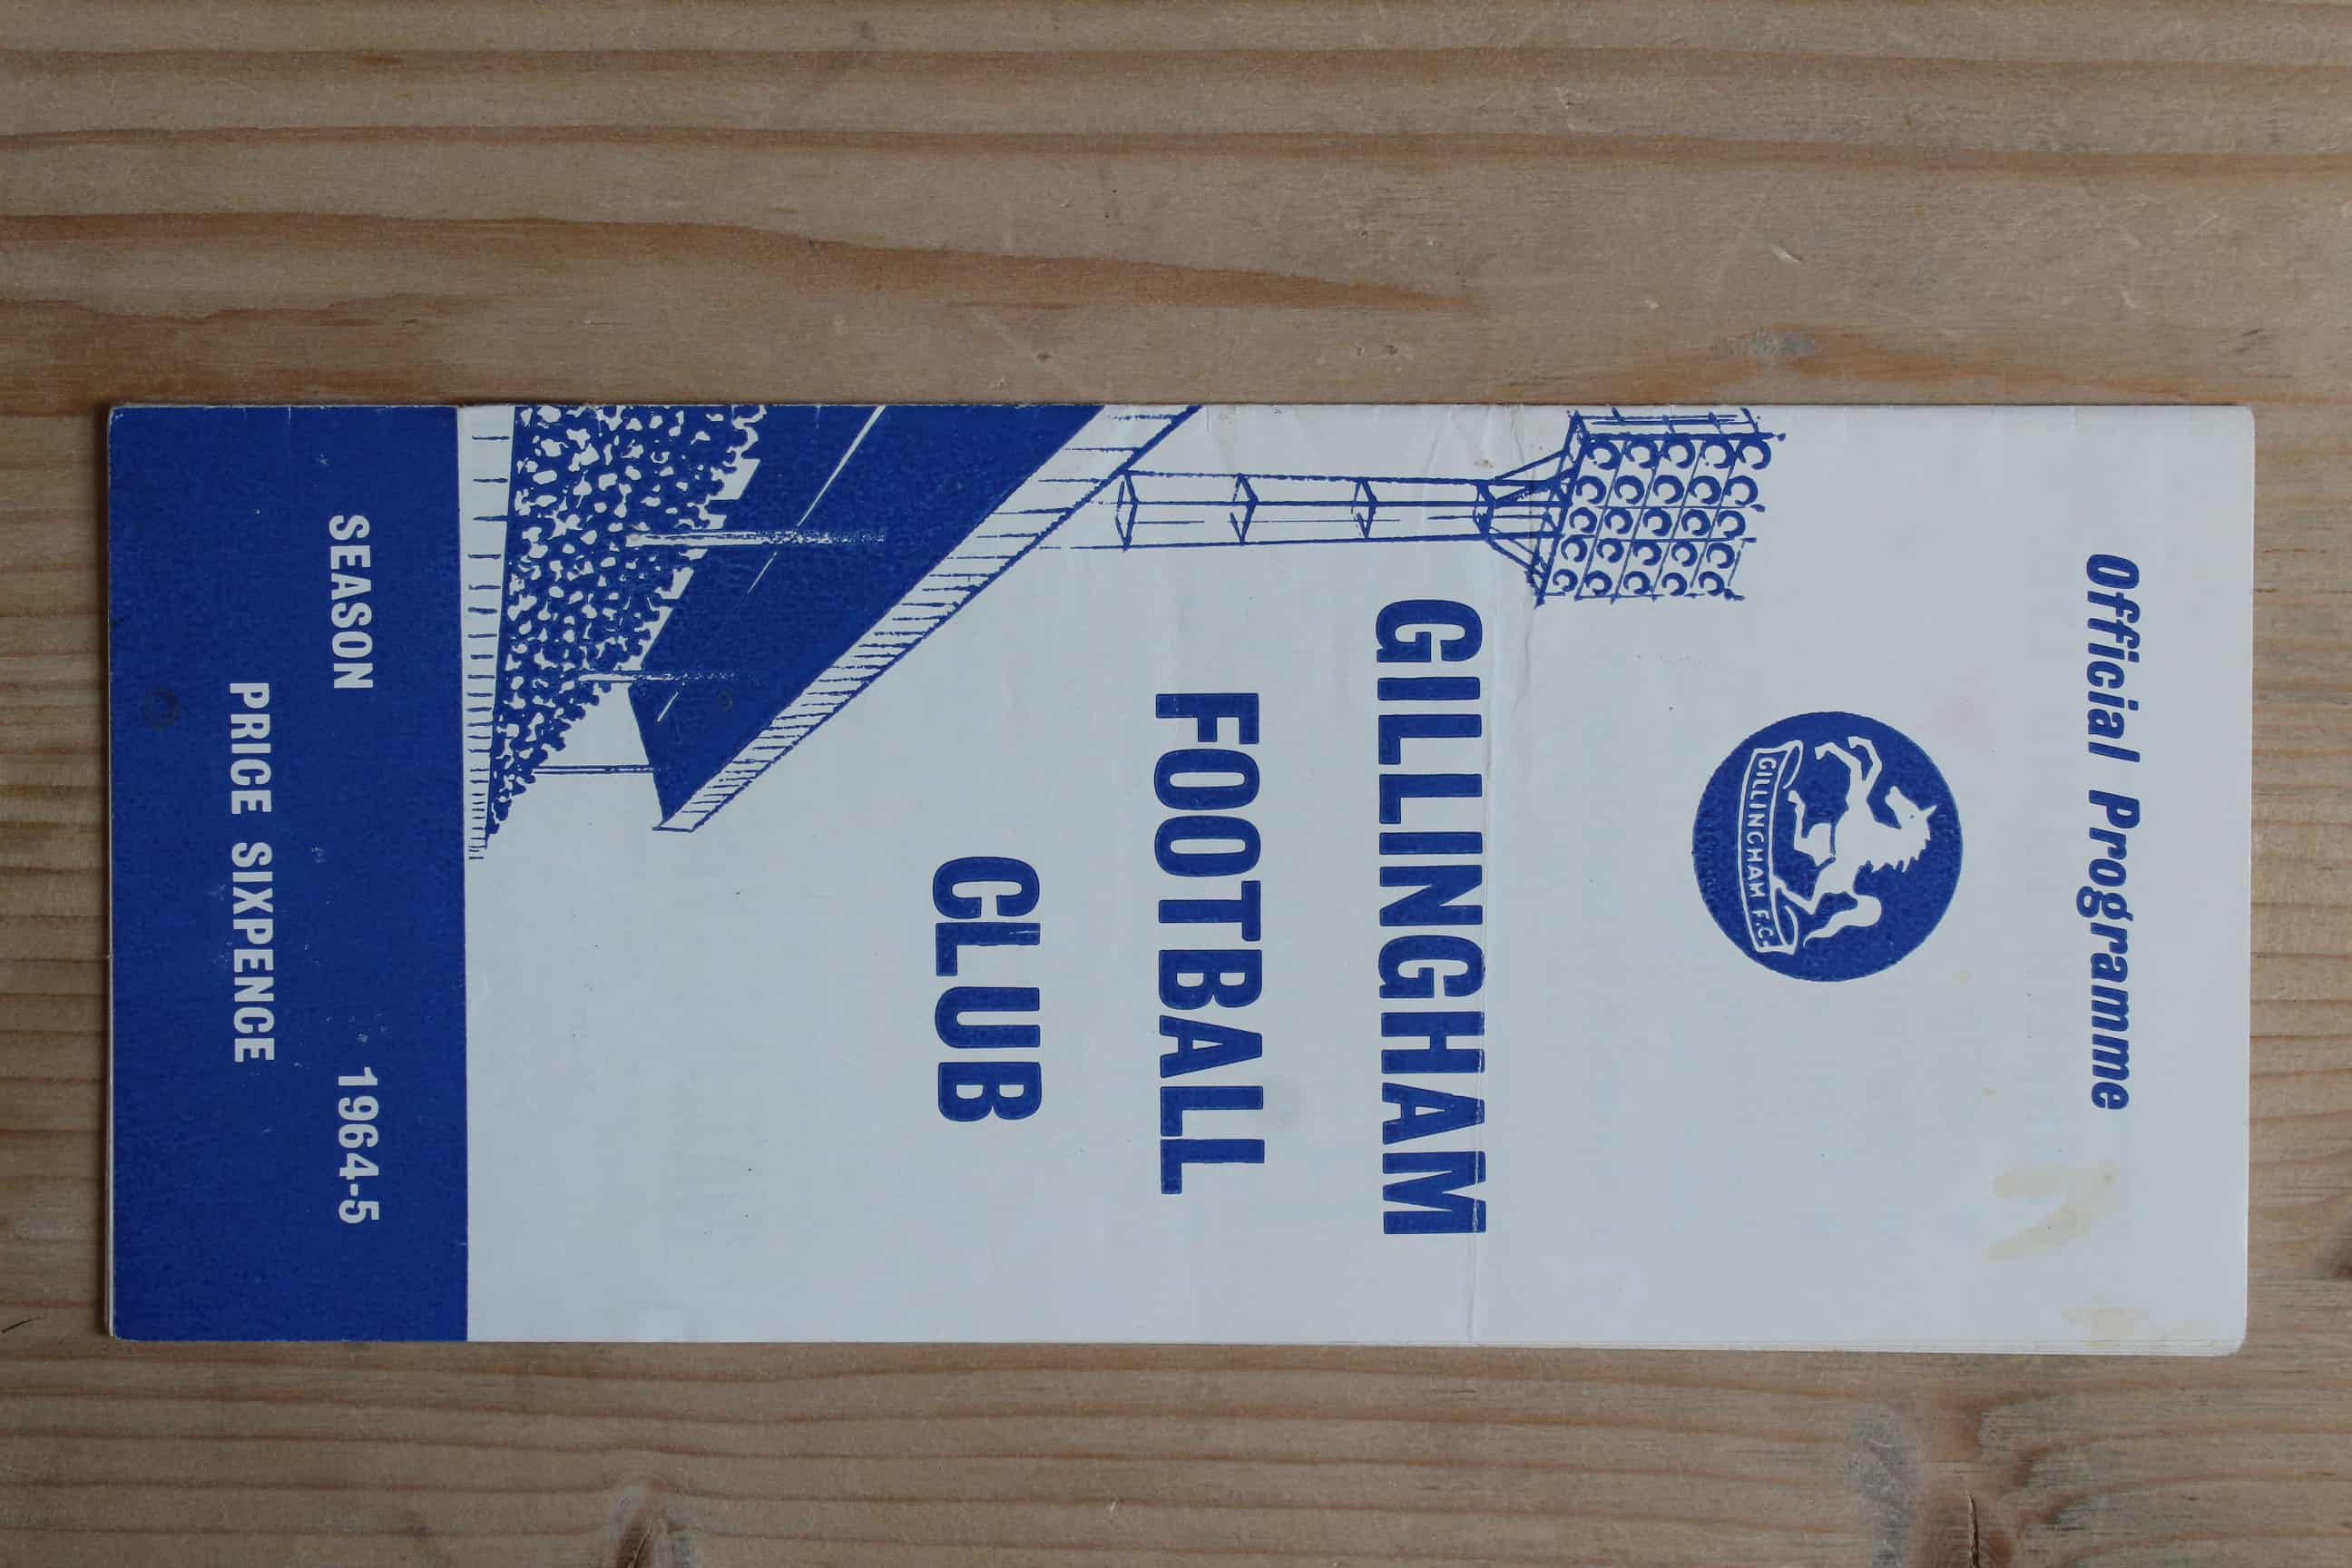 Official Programme
GILLINGHAM F.C.
GILLINGHAM
FOOTBALL
CLUB
SEASON 1964-5
PRICE SIXPENCE